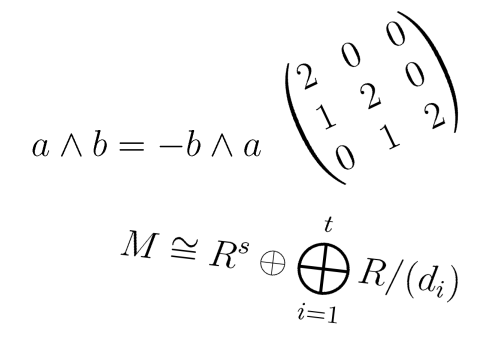 a ∧ b = −b ∧ a
2 0 0
1 2 0
0 1 2
M ≅ R^s ⊕ ⨁_{i=1}^{t} R/(d_i)